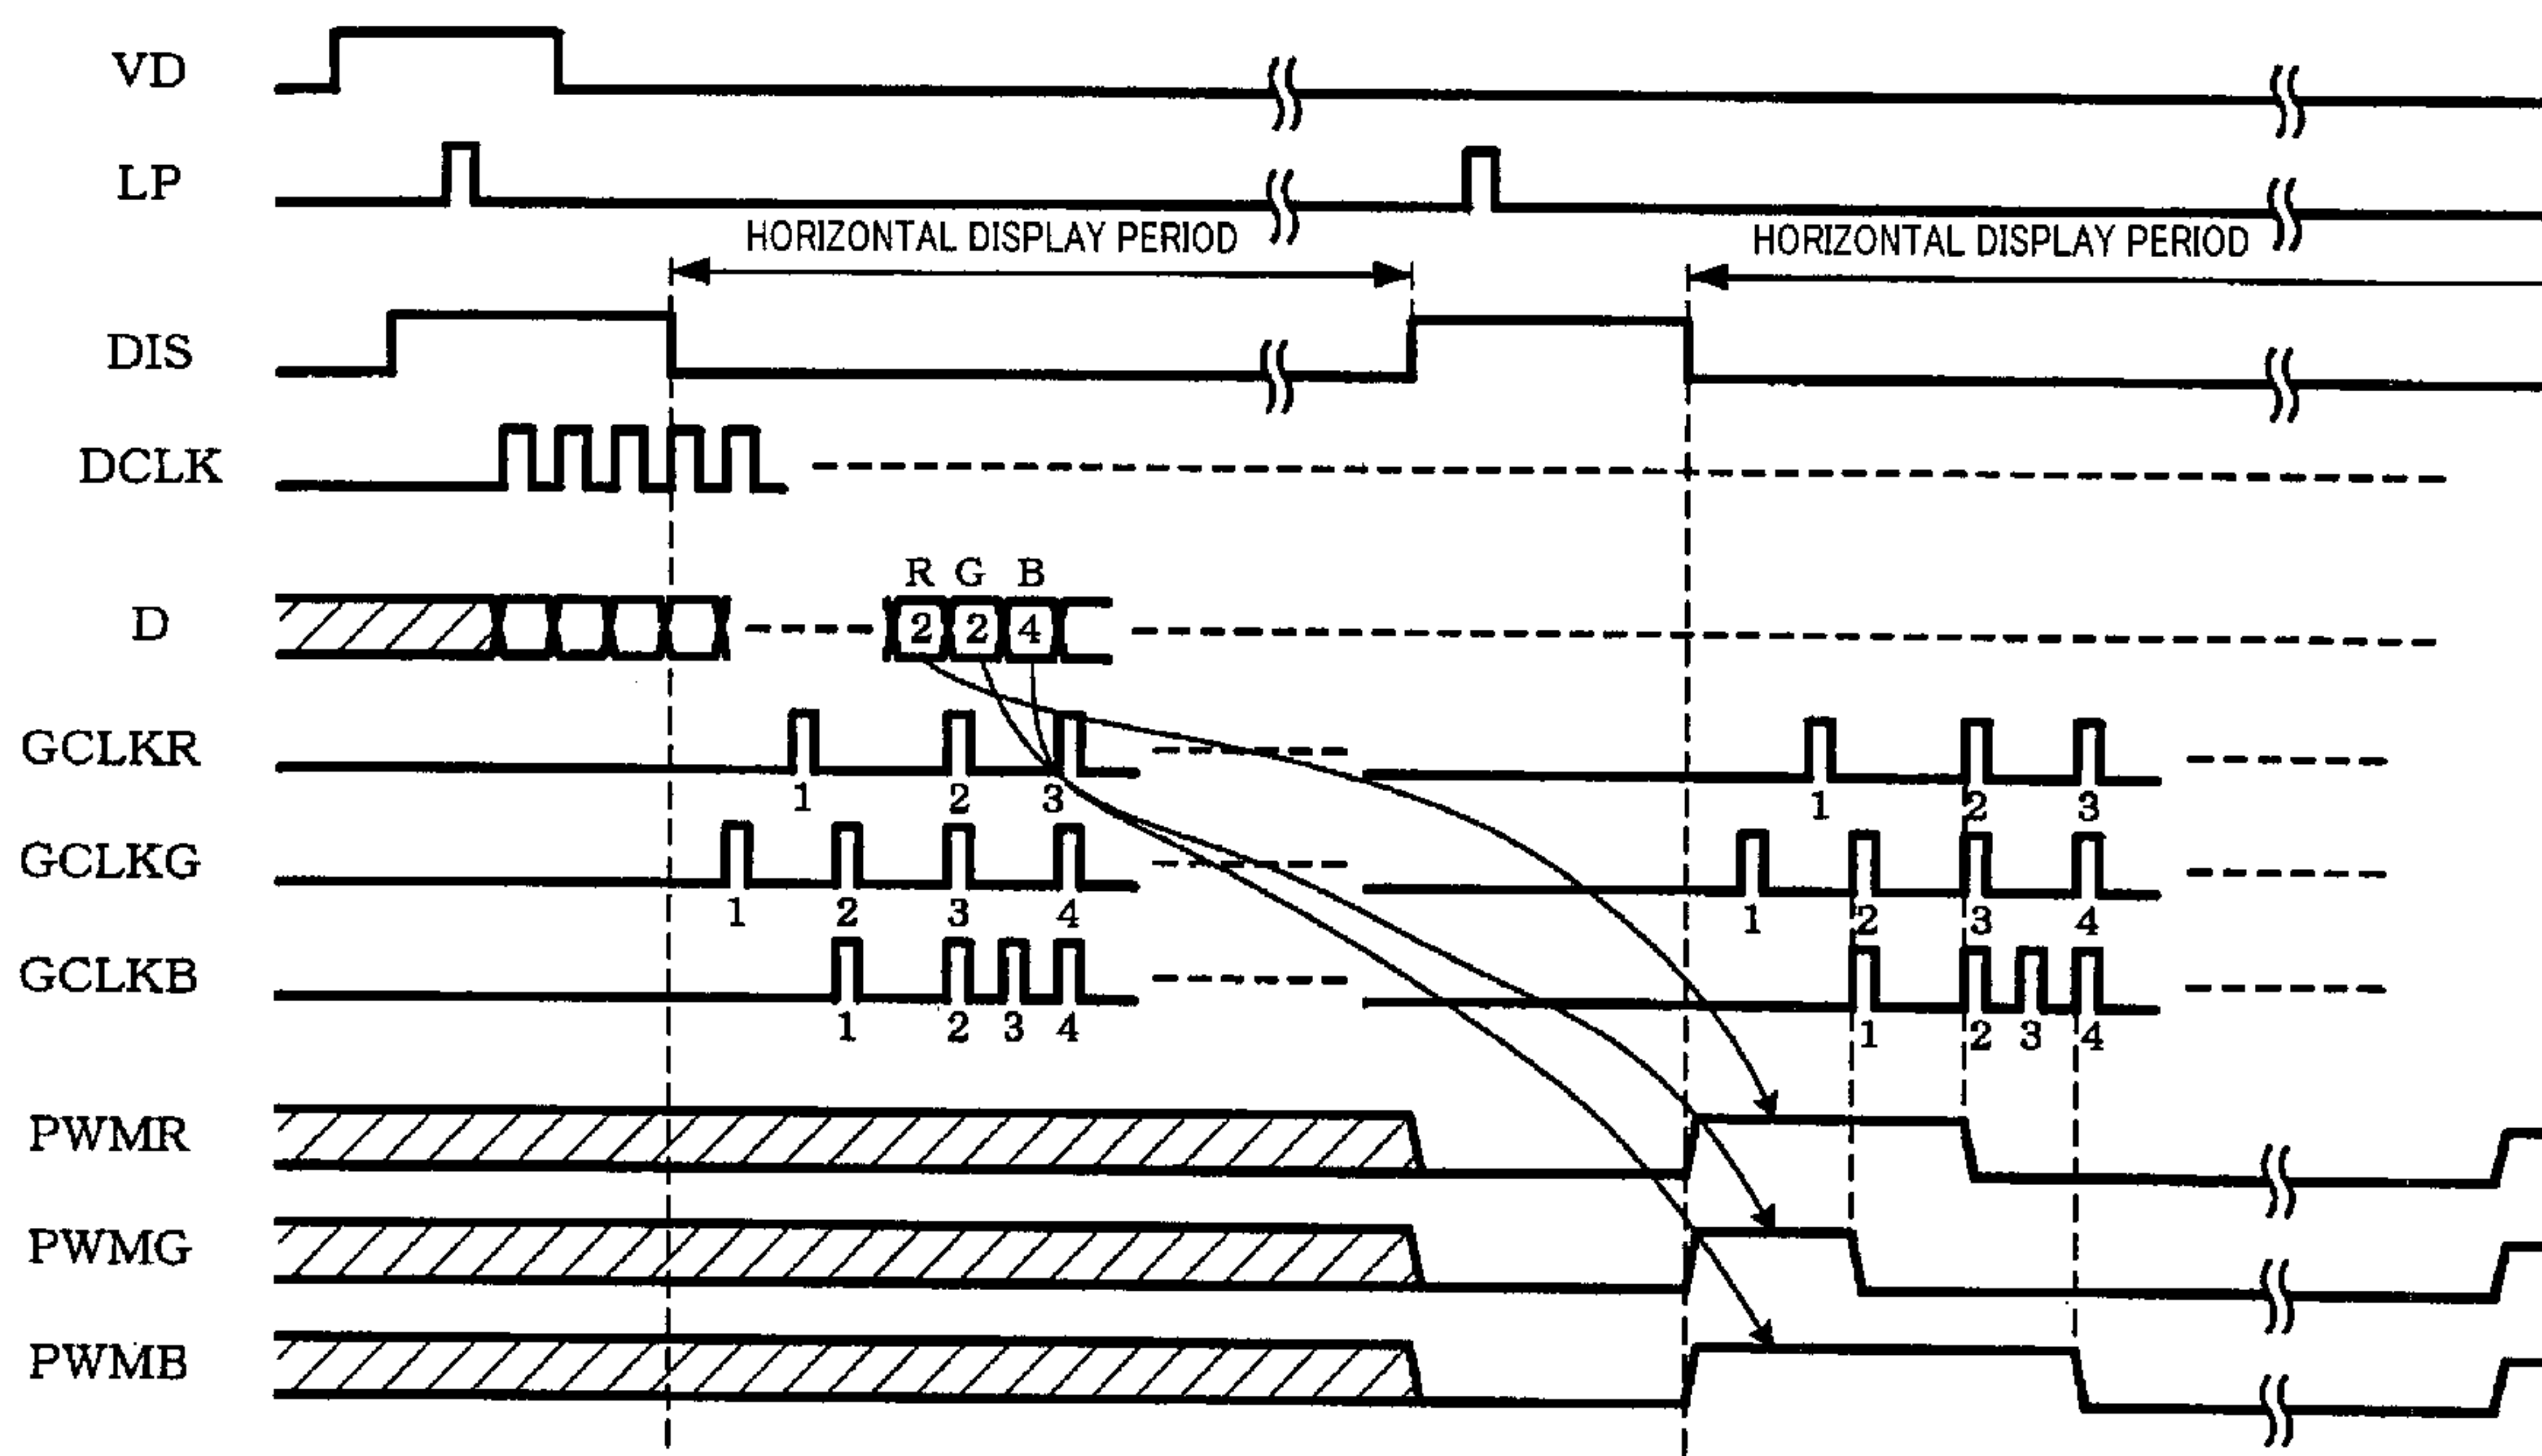 VD
LP
HORIZONTAL DISPLAY PERIOD HORIZONTAL DISPLAY PERIOD
DIS
DCLK
R G B
D 2 2 4
GCLKR
1 2 3 1 2 3
GCLKG
1 2 3 4 1 2 3 4
GCLKB
1 2 3 4 1 2 3 4
PWMR
PWMG
PWMB